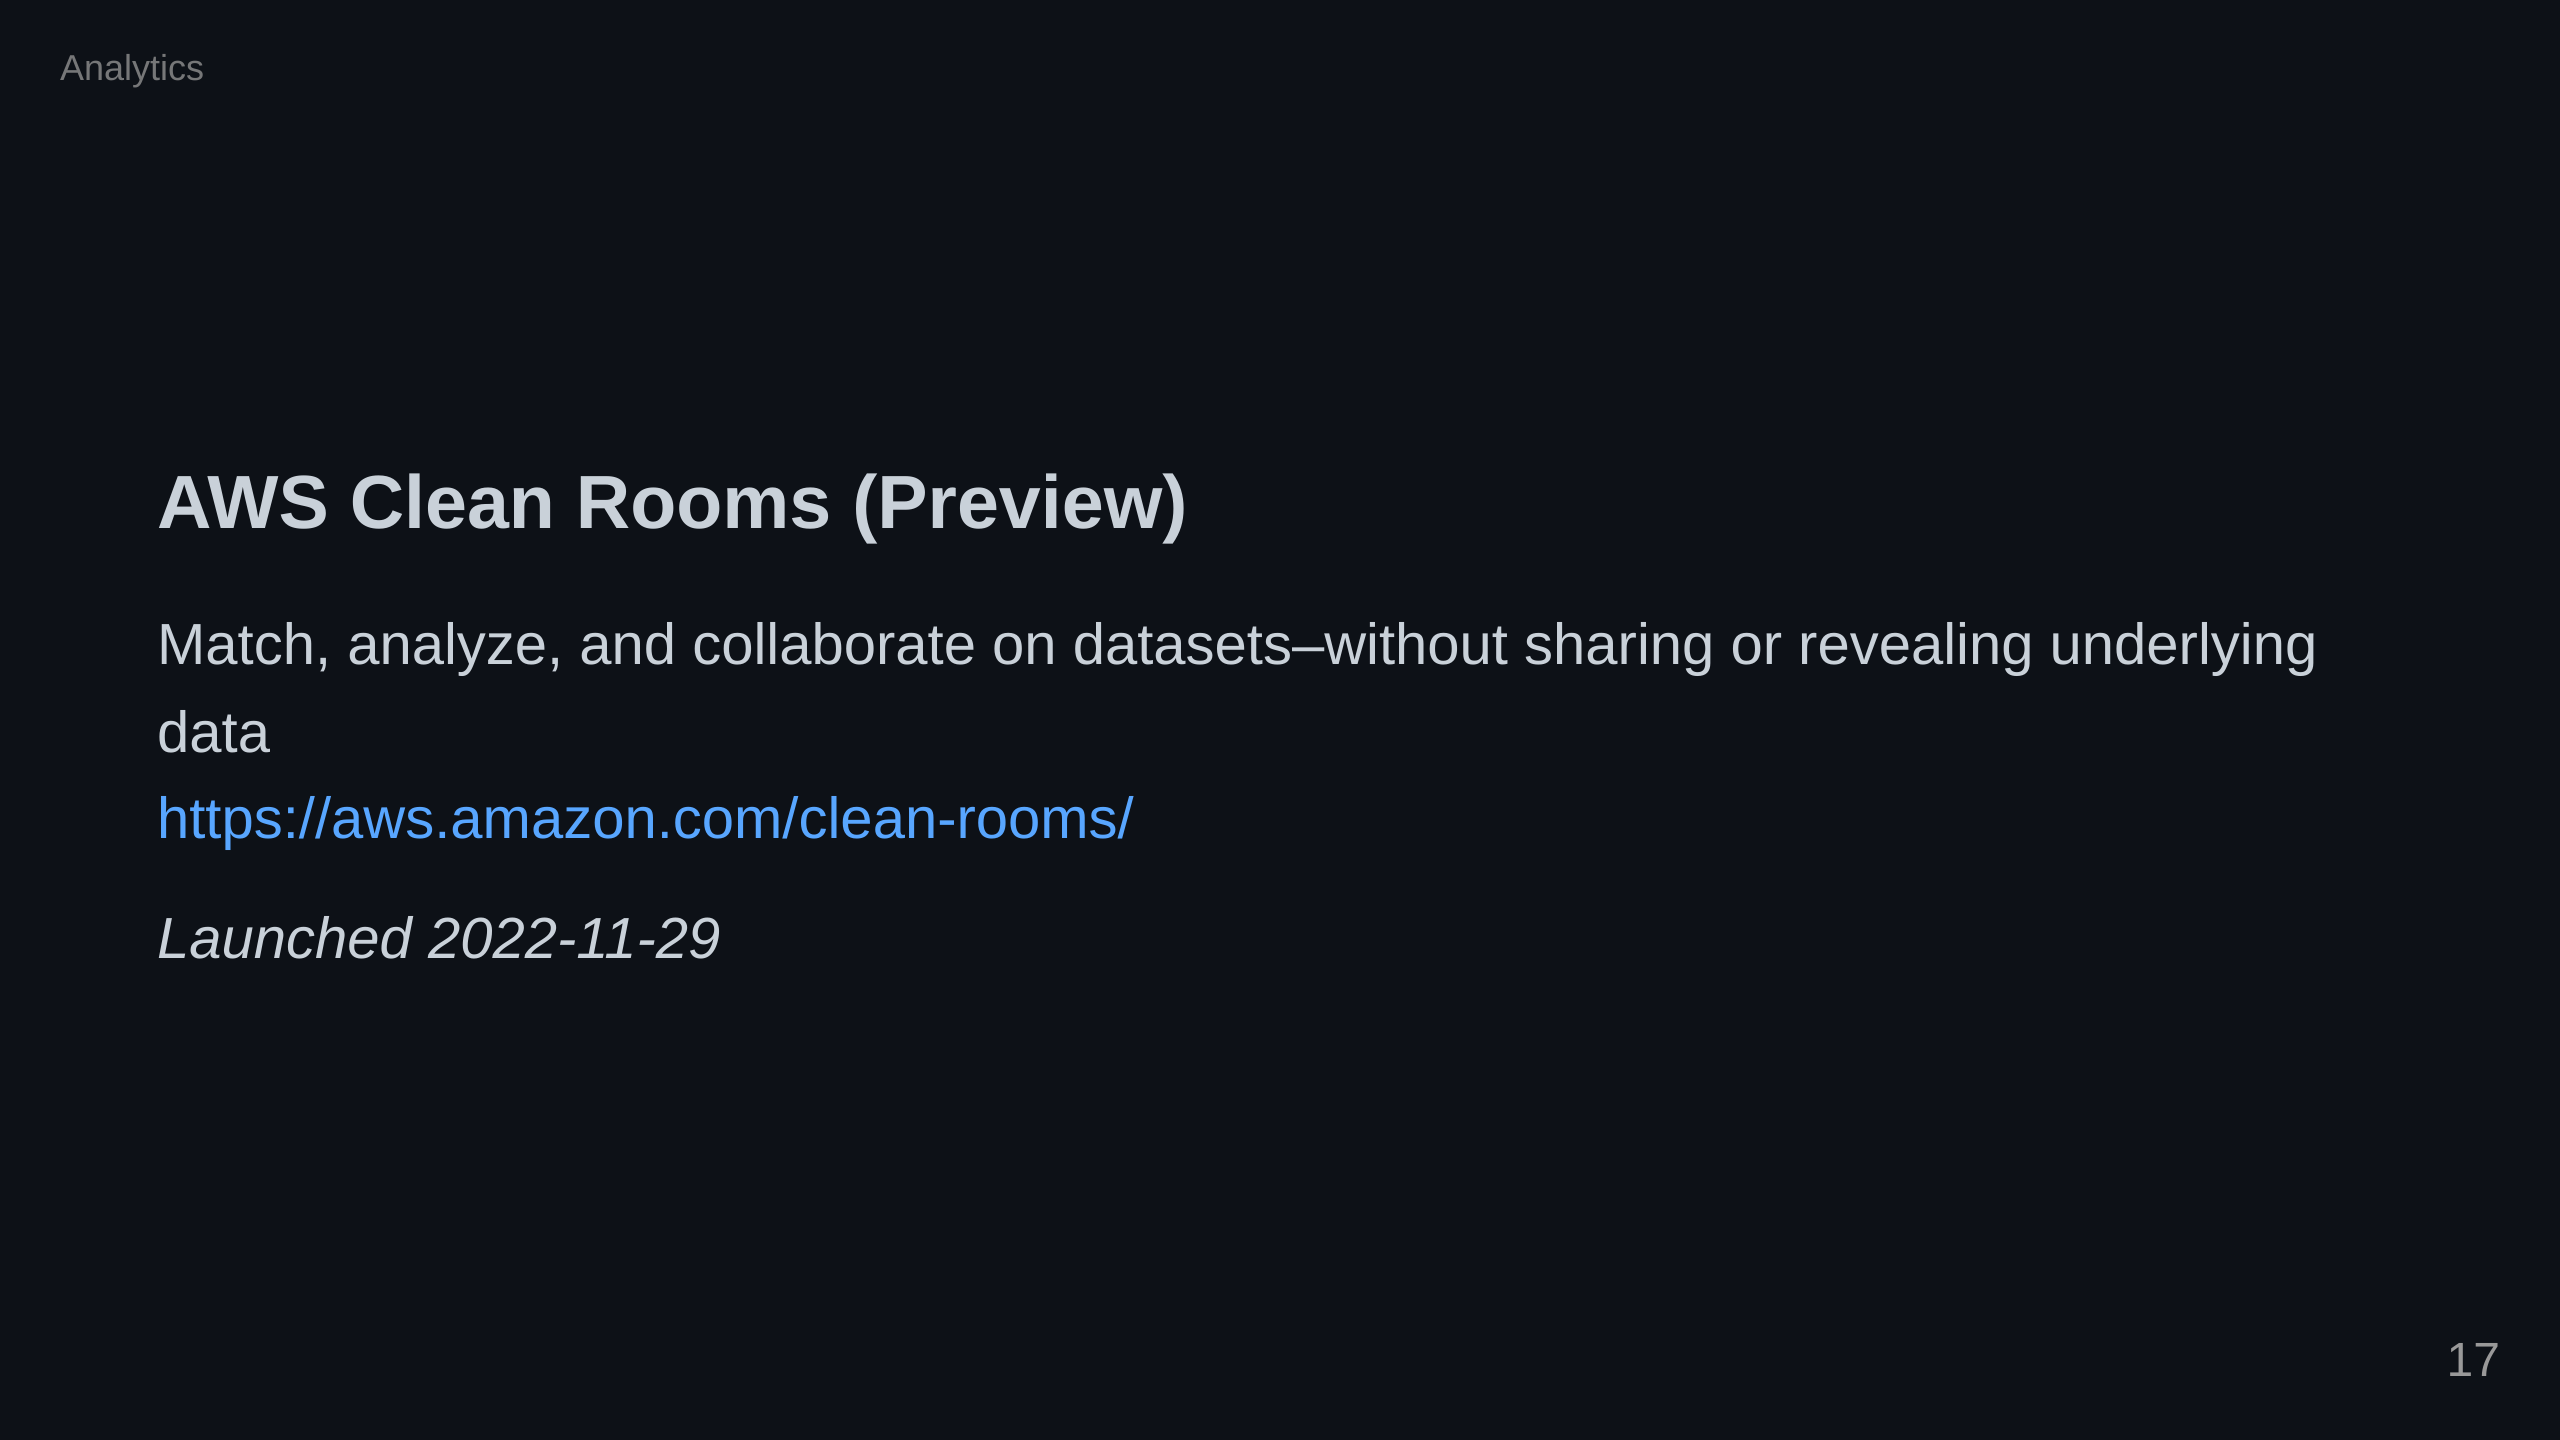 Analytics
AWS Clean Rooms (Preview)
Match, analyze, and collaborate on datasets–without sharing or revealing underlying
data
https://aws.amazon.com/clean-rooms/
Launched 2022-11-29
17